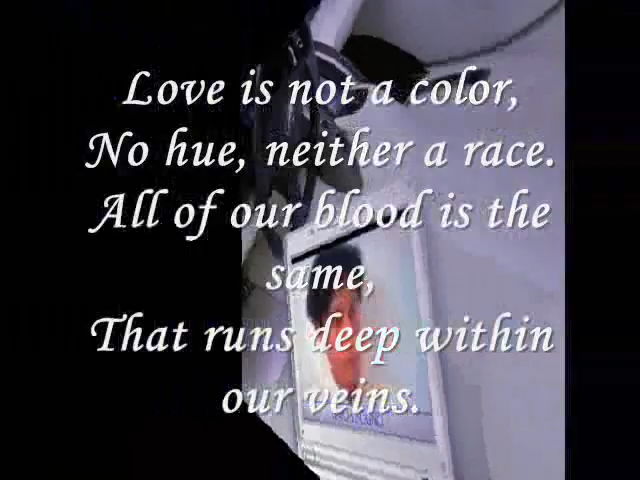 Love is not a color,
No hue, neither a race.
All of our blood is the
same,
That runs deep within
our veins.